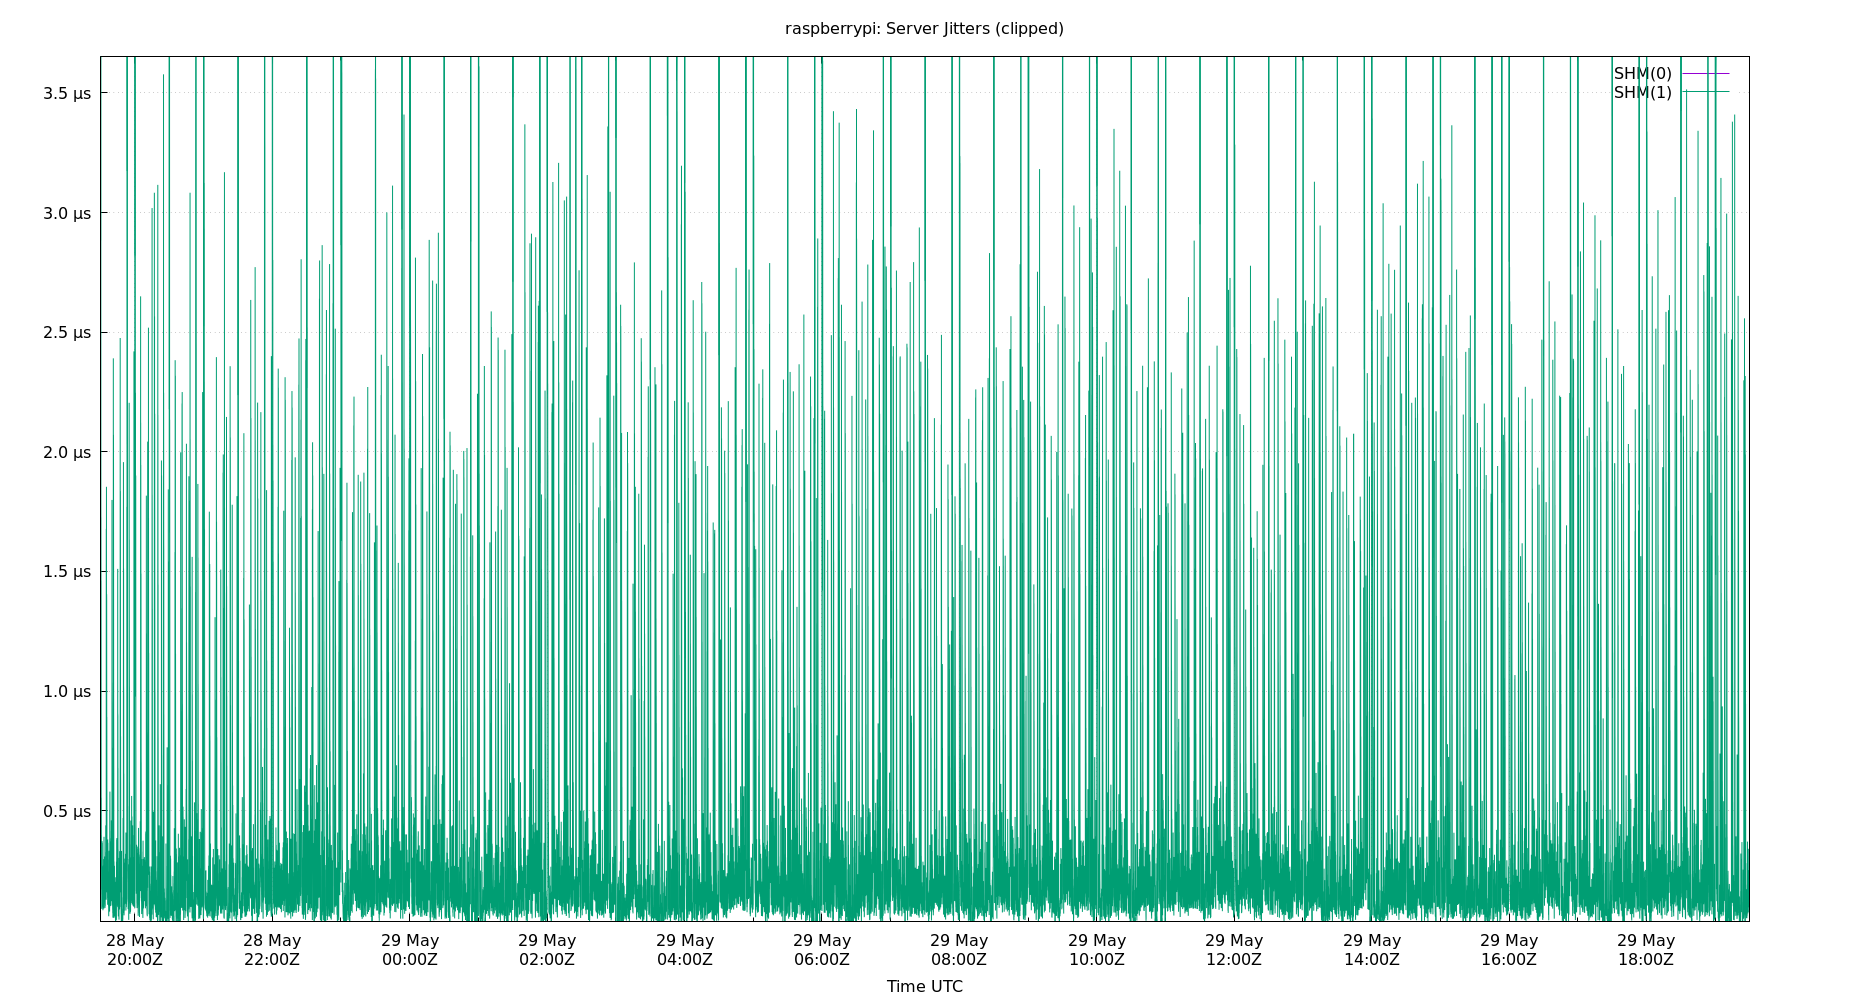 raspberrypi: Server Jitters (clipped)
SHM(0)
SHM(1)
3.5 µs
3.0 µs
2.5 µs
2.0 µs
1.5 µs
1.0 µs
0.5 µs
28 May 28 May 29 May 29 May 29 May 29 May 29 May 29 May 29 May 29 May 29 May 29 May
20:00Z 22:00Z 00:00Z 02:00Z 04:00Z 06:00Z 08:00Z 10:00Z 12:00Z 14:00Z 16:00Z 18:00Z
Time UTC